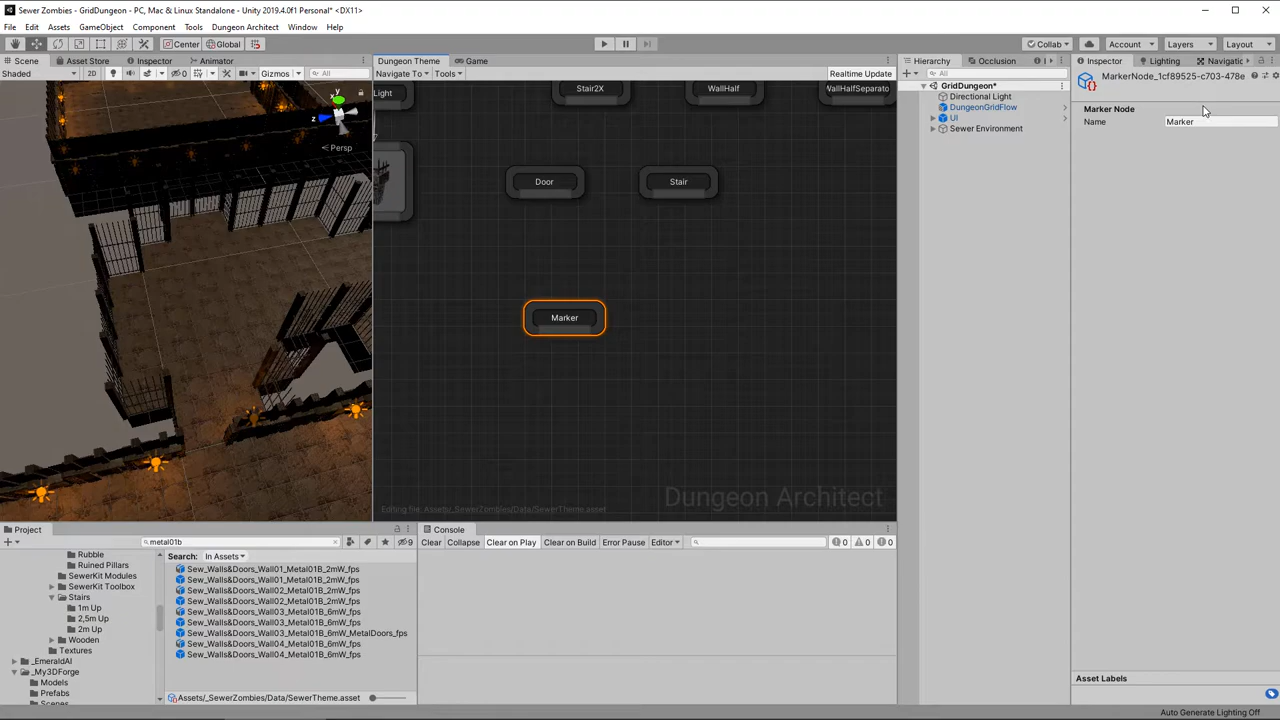 Sewer Zombies - GridDungeon - PC, Mac & Linux Standalone - Unity 2019.4.0f1 Personal* <DX11>
File Edit Assets GameObject Component Tools Dungeon Architect Window Help
Center Global Collab Account Layers Layout
Scene Asset Store Inspector Animator
Shaded 2D 0 Gizmos All
y
z
Persp
Dungeon Theme Game
Navigate To Tools Realtime Update
Light Stair2X WallHalf WallHalfSeparato
Door Stair
Marker
Dungeon Architect
Editing file: Assets/_SewerZombies/Data/SewerTheme.asset
Hierarchy Occlusion
All
GridDungeon*
Directional Light
DungeonGridFlow
UI
Sewer Environment
Inspector Lighting Navigatic
MarkerNode_1cf89525-c703-478e
Marker Node
Name Marker
Asset Labels
Project
metal01b 9
Rubble
Ruined Pillars
SewerKit Modules
SewerKit Toolbox
Stairs
1m Up
2,5m Up
2m Up
Wooden
Textures
_EmeraldAI
_My3DForge
Models
Prefabs
Scenes
Search: In Assets
Sew_Walls&Doors_Wall01_Metal01B_2mW_fps
Sew_Walls&Doors_Wall01_Metal01B_2mW_fps
Sew_Walls&Doors_Wall02_Metal01B_2mW_fps
Sew_Walls&Doors_Wall02_Metal01B_2mW_fps
Sew_Walls&Doors_Wall03_Metal01B_6mW_fps
Sew_Walls&Doors_Wall03_Metal01B_6mW_fps
Sew_Walls&Doors_Wall03_Metal01B_6mW_MetalDoors_fps
Sew_Walls&Doors_Wall04_Metal01B_6mW_fps
Sew_Walls&Doors_Wall04_Metal01B_6mW_fps
Assets/_SewerZombies/Data/SewerTheme.asset
Console
Clear Collapse Clear on Play Clear on Build Error Pause Editor 0 0 0
Auto Generate Lighting Off